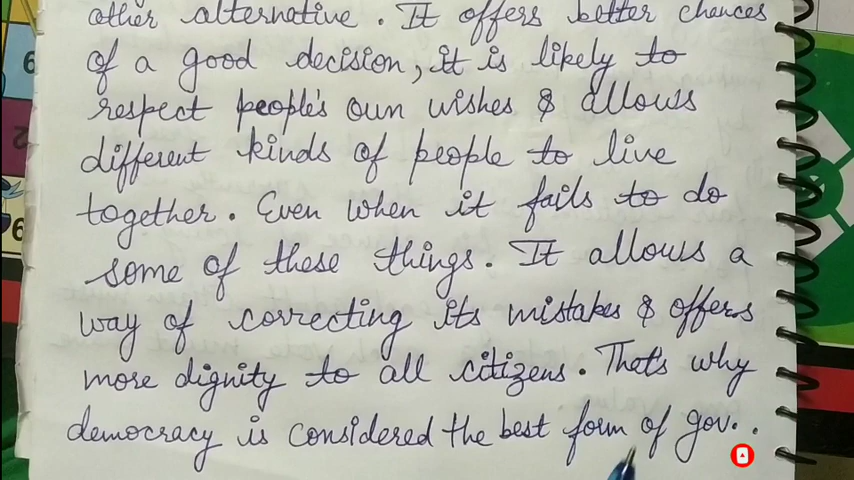 other alternative. It offers better chances
of a good decision, it is likely to
respect people's own wishes & allows
different kinds of people to live
together. Even when it fails to do
some of these things. It allows a
way of correcting its mistakes & offers
more dignity to all citizens. That's why
democracy is considered the best form of gov..